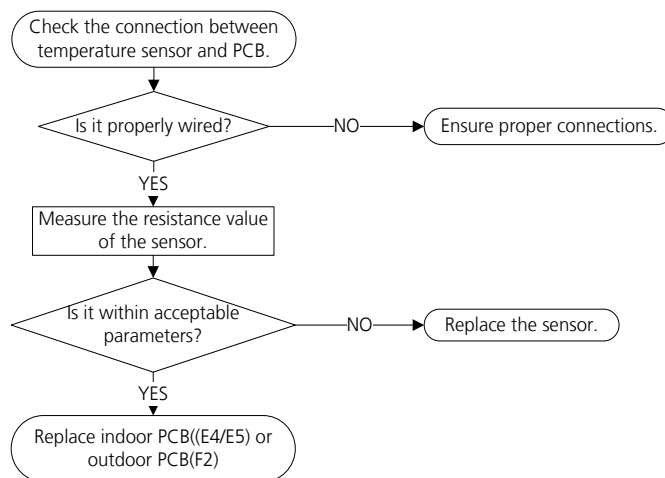 Check the connection between
temperature sensor and PCB.
Is it properly wired?
NO
Ensure proper connections.
YES
Measure the resistance value
of the sensor.
Is it within acceptable
parameters?
NO
Replace the sensor.
YES
Replace indoor PCB((E4/E5) or
outdoor PCB(F2)